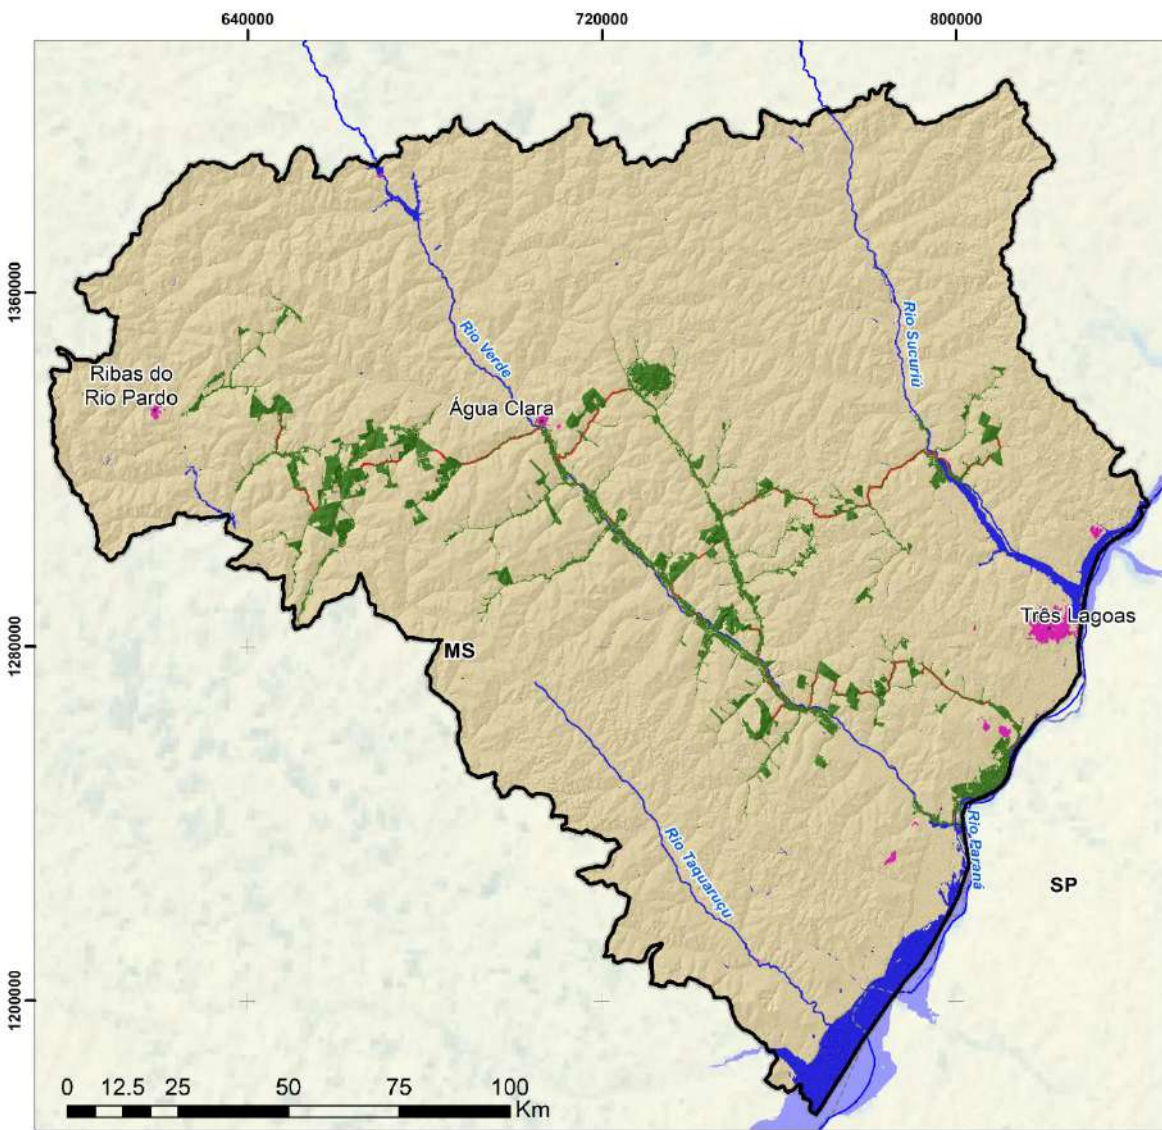 640000
720000
800000
1360000
Rio Verde
Rio Sucuriú
Ribas do
Rio Pardo
Água Clara
Três Lagoas
1280000
MS
Rio Taquaruçu
Rio Paraná
SP
1200000
0 12.5 25 50 75 100
Km